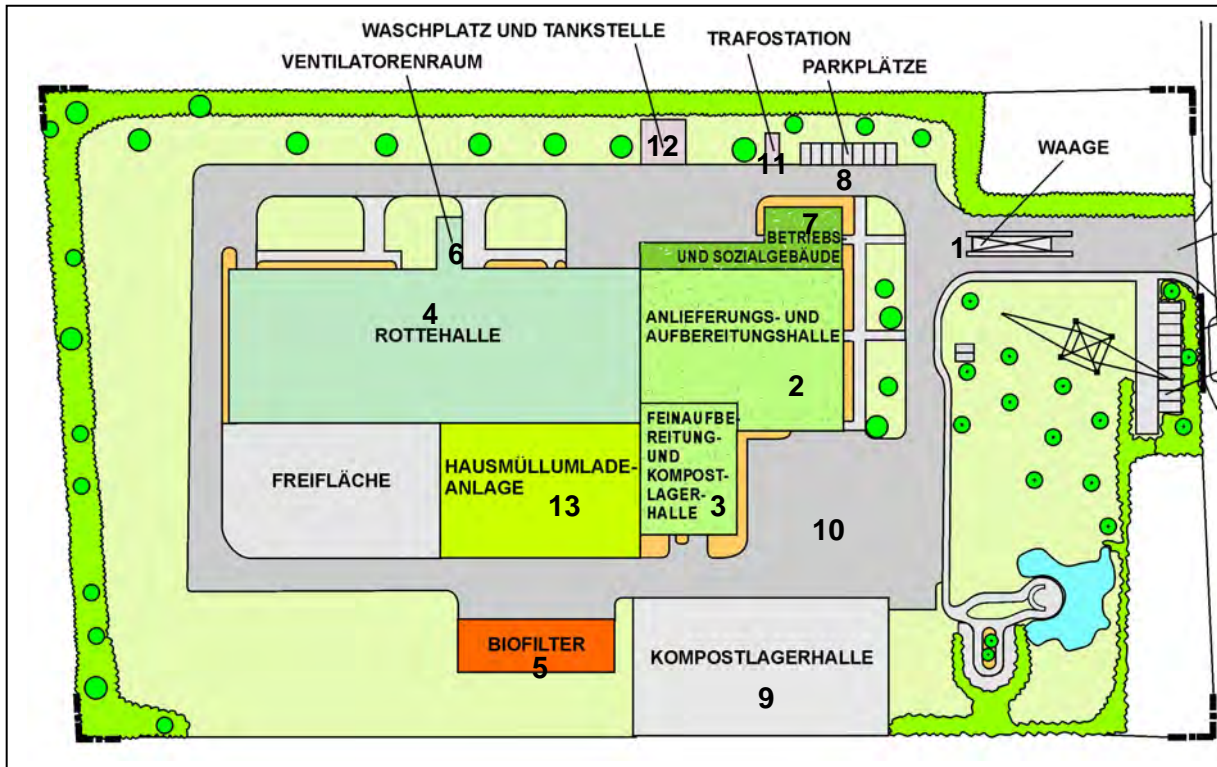 WASCHPLATZ UND TANKSTELLE
VENTILATORENRAUM
TRAFOSTATION
PARKPLÄTZE
WAAGE
12
11
8
1
7
BETRIEBS-
UND SOZIALGEBÄUDE
6
4
ROTTEHALLE
ANLIEFERUNGS- UND
AUFBEREITUNGSHALLE
2
FEINAUFBE-
REITUNG-
UND
KOMPOST-
LAGER-
HALLE
3
FREIFLÄCHE
HAUSMÜLLUMLADE-
ANLAGE
13
10
BIOFILTER
5
KOMPOSTLAGERHALLE
9